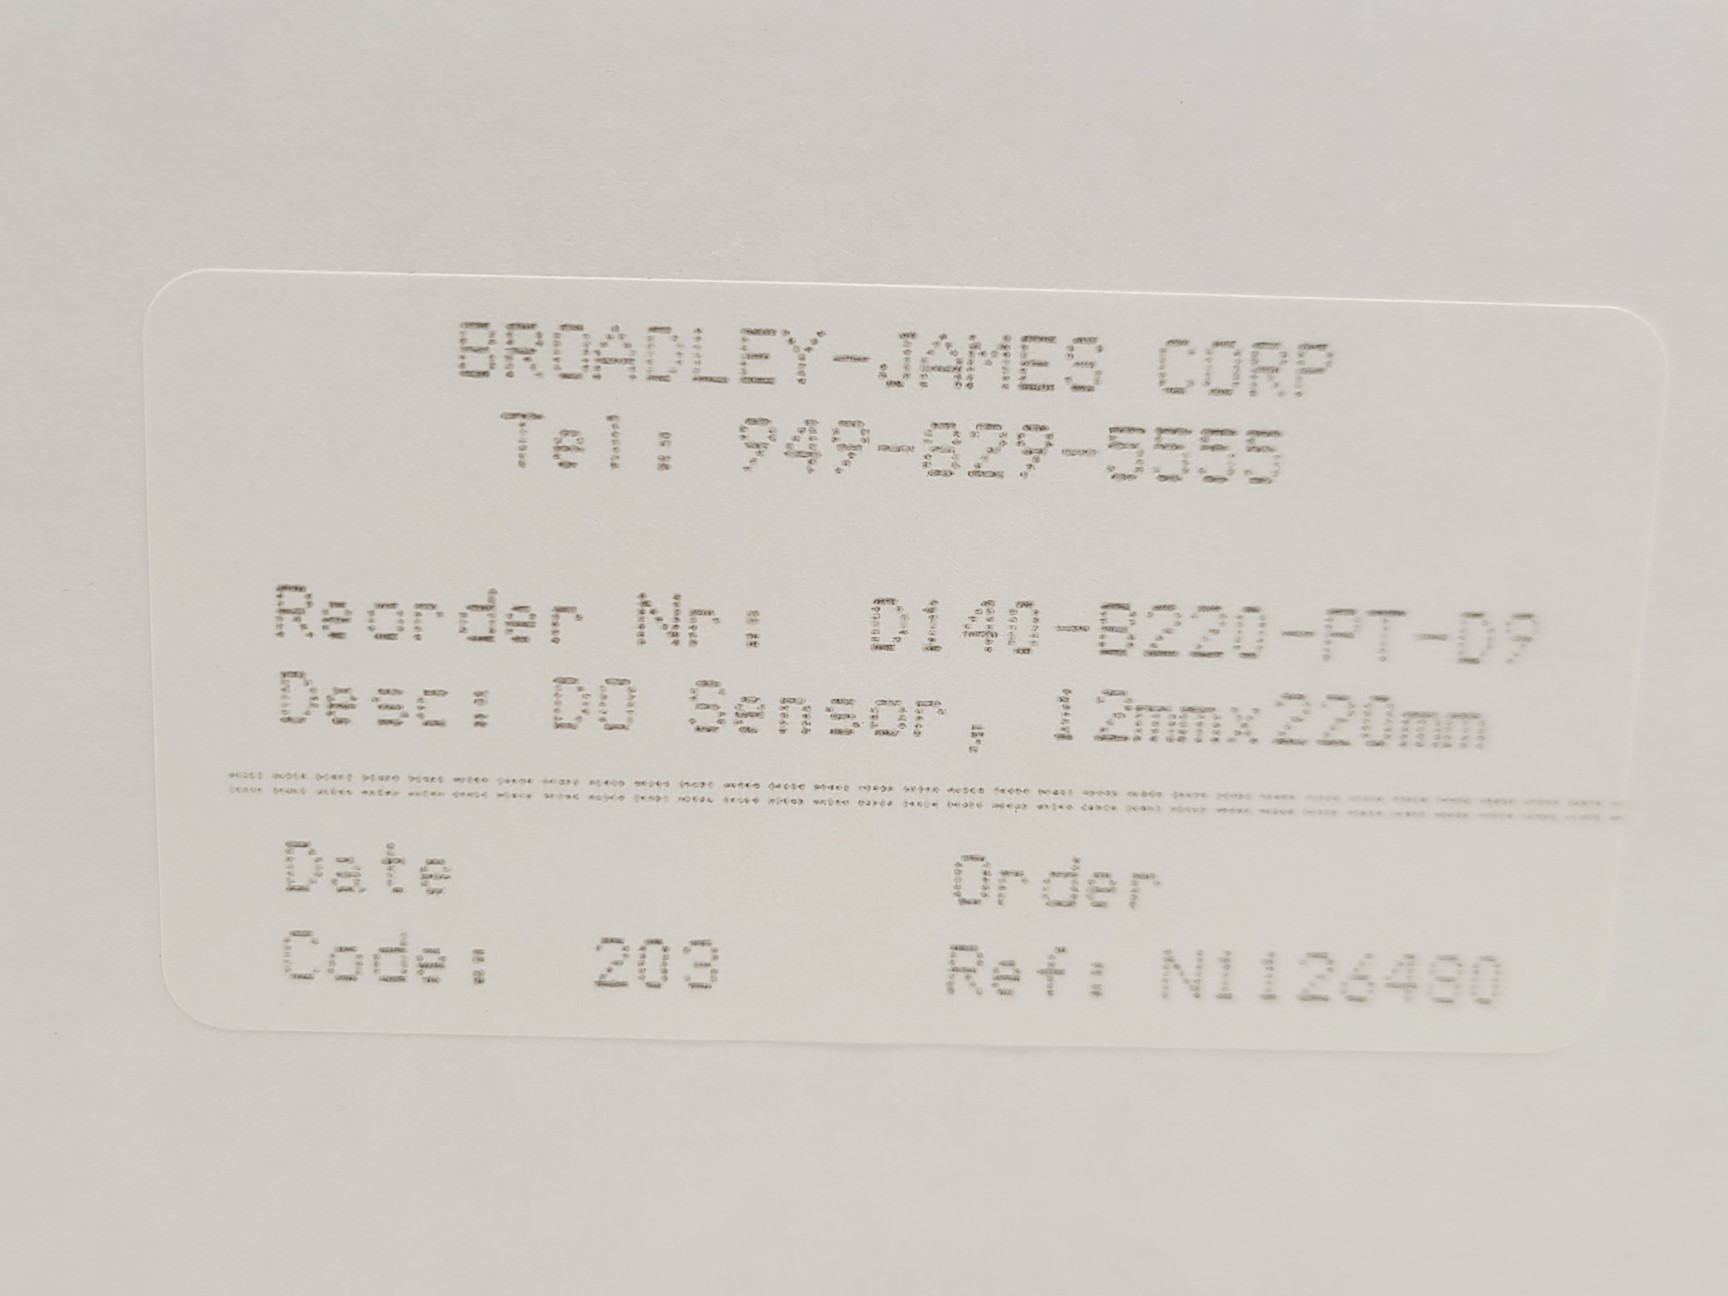 BROADLEY-JAMES CORP
Tel: 949-829-5555
Reorder Nr: D140-B220-PT-D9
Desc: DO Sensor, 12mmx220mm
Date Order
Code: 203 Ref: